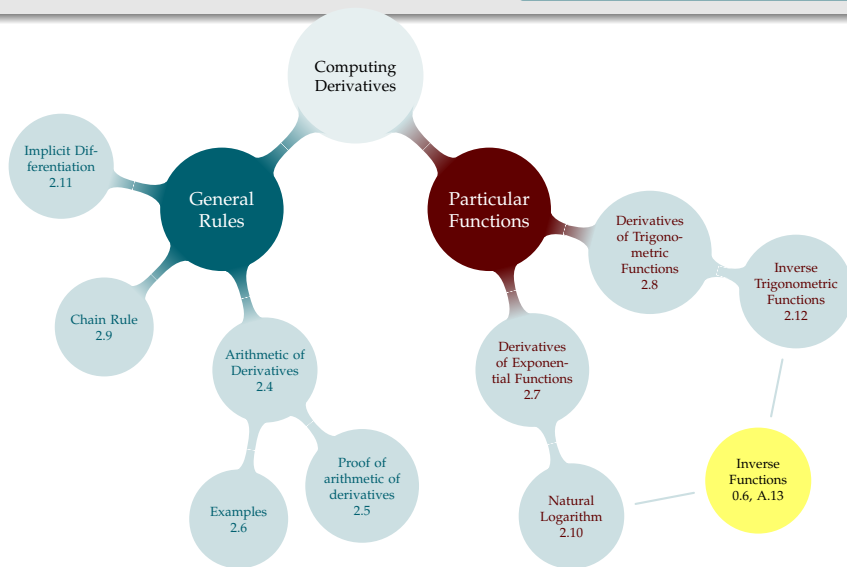 Computing
Derivatives
General
Rules
Particular
Functions
Implicit Dif-
ferentiation
2.11
Chain Rule
2.9
Arithmetic of
Derivatives
2.4
Examples
2.6
Proof of
arithmetic of
derivatives
2.5
Derivatives
of Trigono-
metric
Functions
2.8
Inverse
Trigonometric
Functions
2.12
Derivatives
of Exponen-
tial Functions
2.7
Natural
Logarithm
2.10
Inverse
Functions
0.6, A.13